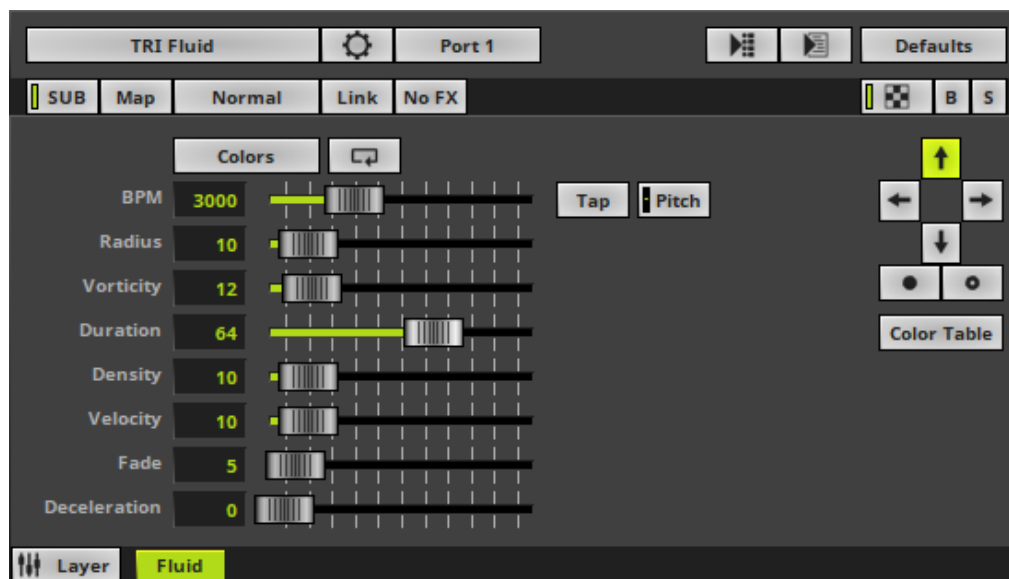 TRI Fluid Port 1 Defaults
SUB Map Normal Link No FX B S
Colors
BPM 3000 Tap Pitch
Radius 10
Vorticity 12
Duration 64 Color Table
Density 10
Velocity 10
Fade 5
Deceleration 0
Layer Fluid